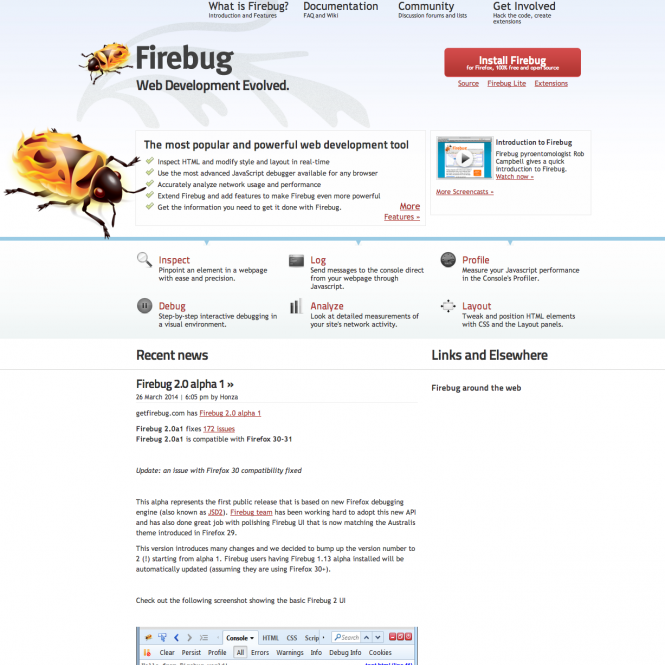 What is Firebug?
Introduction and Features
Documentation
FAQ and Wiki
Community
Discussion forums and lists
Get Involved
Hack the code, create
extensions
Firebug
Web Development Evolved.
Install Firebug
for Firefox, 100% free and open source
Source Firebug Lite Extensions
The most popular and powerful web development tool
Inspect HTML and modify style and layout in real-time
Use the most advanced JavaScript debugger available for any browser
Accurately analyze network usage and performance
Extend Firebug and add features to make Firebug even more powerful
Get the information you need to get it done with Firebug.
More
Features »
Introduction to Firebug
Firebug pyroentomologist Rob
Campbell gives a quick
introduction to Firebug.
Watch now »
More Screencasts »
Inspect
Pinpoint an element in a webpage
with ease and precision.
Log
Send messages to the console direct
from your webpage through
Javascript.
Profile
Measure your Javascript performance
in the Console's Profiler.
Debug
Step-by-step interactive debugging in
a visual environment.
Analyze
Look at detailed measurements of
your site's network activity.
Layout
Tweak and position HTML elements
with CSS and the Layout panels.
Recent news
Firebug 2.0 alpha 1 »
26 March 2014 | 6:05 pm by Honza
getfirebug.com has Firebug 2.0 alpha 1
Firebug 2.0a1 fixes 172 issues
Firebug 2.0a1 is compatible with Firefox 30-31
Update: an issue with Firefox 30 compatibility fixed
This alpha represents the first public release that is based on new Firefox debugging
engine (also known as JSD2). Firebug team has been working hard to adopt this new API
and has also done great job with polishing Firebug UI that is now matching the Australis
theme introduced in Firefox 29.
This version introduces many changes and we decided to bump up the version number to
2 (!) starting from alpha 1. Firebug users having Firebug 1.13 alpha installed will be
automatically updated (assuming they are using Firefox 30+).
Check out the following screenshot showing the basic Firebug 2 UI
Console HTML CSS Scrip Search
Clear Persist Profile All Errors Warnings Info Debug Info Cookies
Links and Elsewhere
Firebug around the web